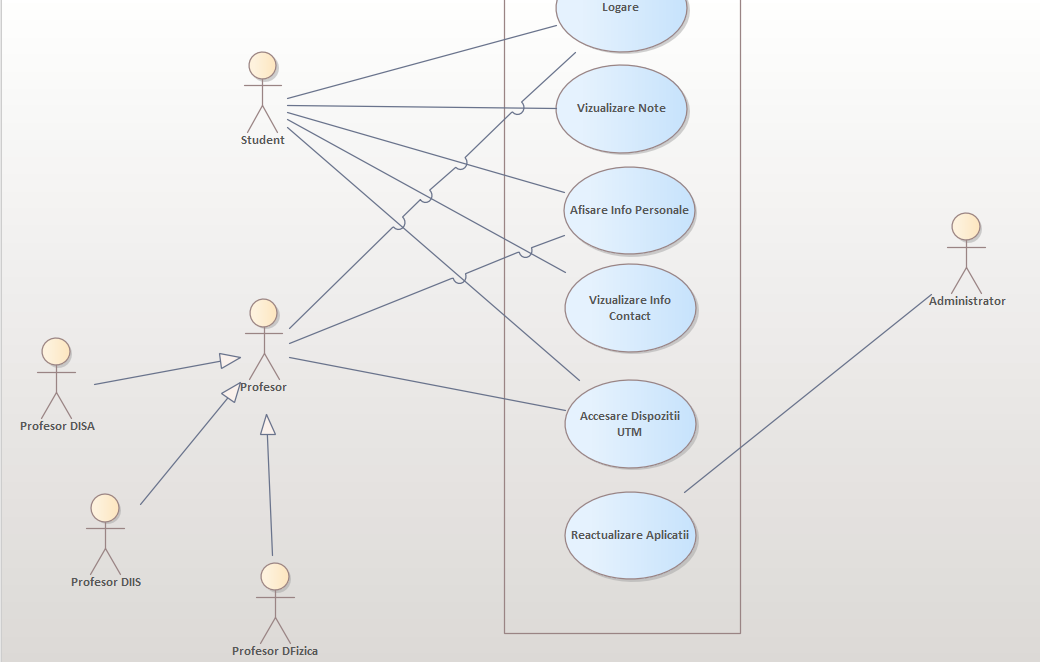 Logare
Vizualizare Note
Student
Afisare Info Personale
Vizualizare Info
Contact
Administrator
Profesor
Profesor DISA
Accesare Dispozitii
UTM
Reactualizare Aplicatii
Profesor DIIS
Profesor DFizica